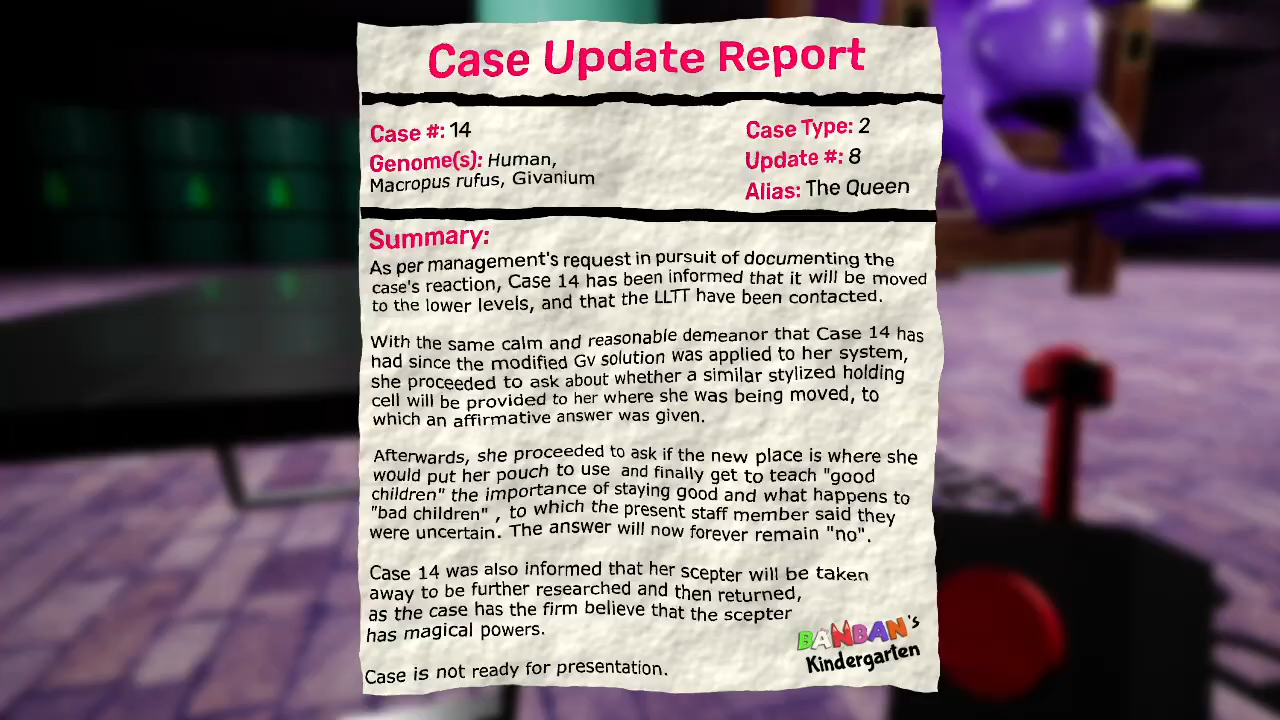 Case Update Report
Case #: 14
Genome(s): Human,
Macropus rufus, Givanium
Case Type: 2
Update #: 8
Alias: The Queen
Summary:
As per management's request in pursuit of documenting the
case's reaction, Case 14 has been informed that it will be moved
to the lower levels, and that the LLTT have been contacted.
With the same calm and reasonable demeanor that Case 14 has
had since the modified Gv solution was applied to her system,
she proceeded to ask about whether a similar stylized holding
cell will be provided to her where she was being moved, to
which an affirmative answer was given.
Afterwards, she proceeded to ask if the new place is where she
would put her pouch to use and finally get to teach "good
children" the importance of staying good and what happens to
"bad children" , to which the present staff member said they
were uncertain. The answer will now forever remain "no".
Case 14 was also informed that her scepter will be taken
away to be further researched and then returned,
as the case has the firm believe that the scepter
has magical powers.
Case is not ready for presentation.
BANBAN's
Kindergarten